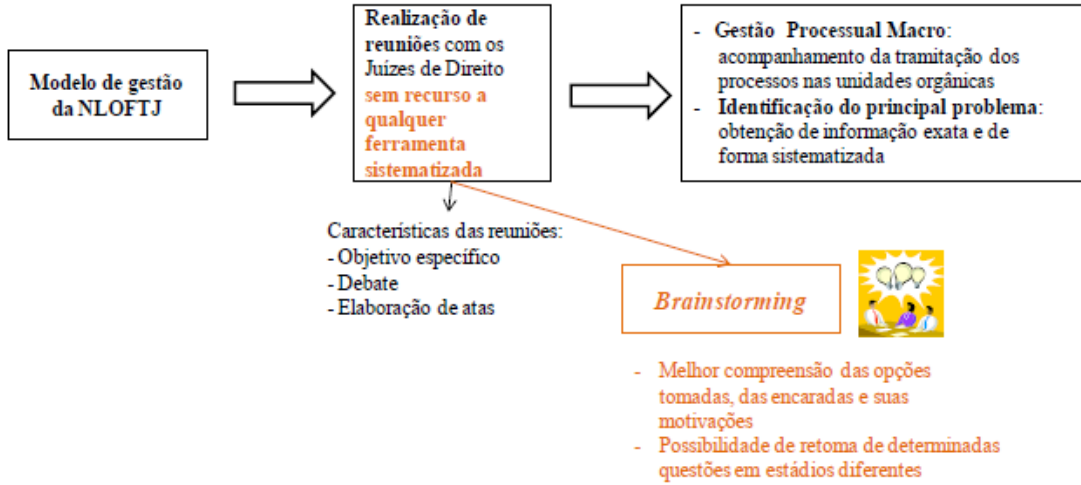 Modelo de gestão
da NLOFTJ
Realização de
reuniões com os
Juízes de Direito
sem recurso a
qualquer
ferramenta
sistematizada
- Gestão Processual Macro:
acompanhamento da tramitação dos
processos nas unidades orgânicas
- Identificação do principal problema:
obtenção de informação exata e de
forma sistematizada
Características das reuniões:
- Objetivo específico
- Debate
- Elaboração de atas
Brainstorming
- Melhor compreensão das opções
tomadas, das encaradas e suas
motivações
- Possibilidade de retoma de determinadas
questões em estádios diferentes